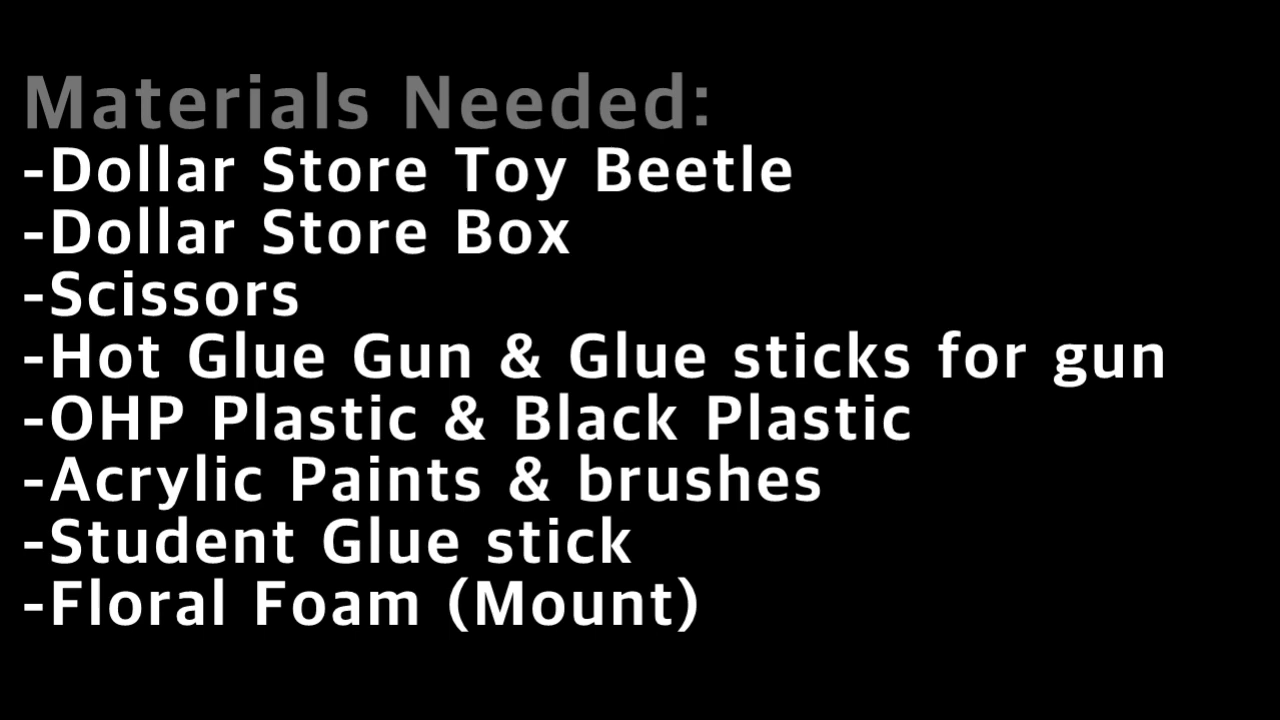 Materials Needed:
-Dollar Store Toy Beetle
-Dollar Store Box
-Scissors
-Hot Glue Gun & Glue sticks for gun
-OHP Plastic & Black Plastic
-Acrylic Paints & brushes
-Student Glue stick
-Floral Foam (Mount)